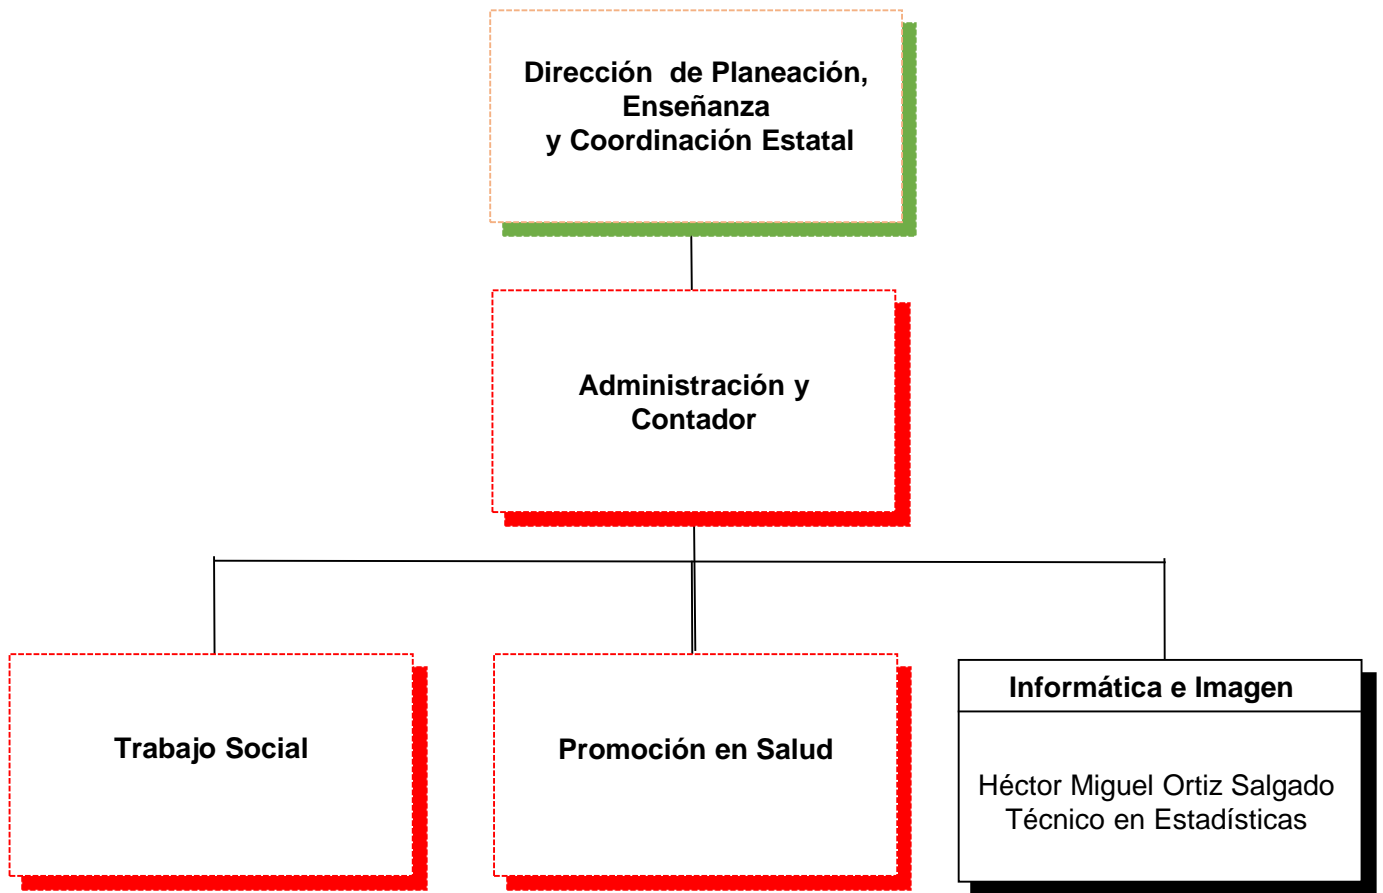 Dirección de Planeación,
Enseñanza
y Coordinación Estatal
Administración y
Contador
Trabajo Social
Promoción en Salud
Informática e Imagen
Héctor Miguel Ortiz Salgado
Técnico en Estadísticas